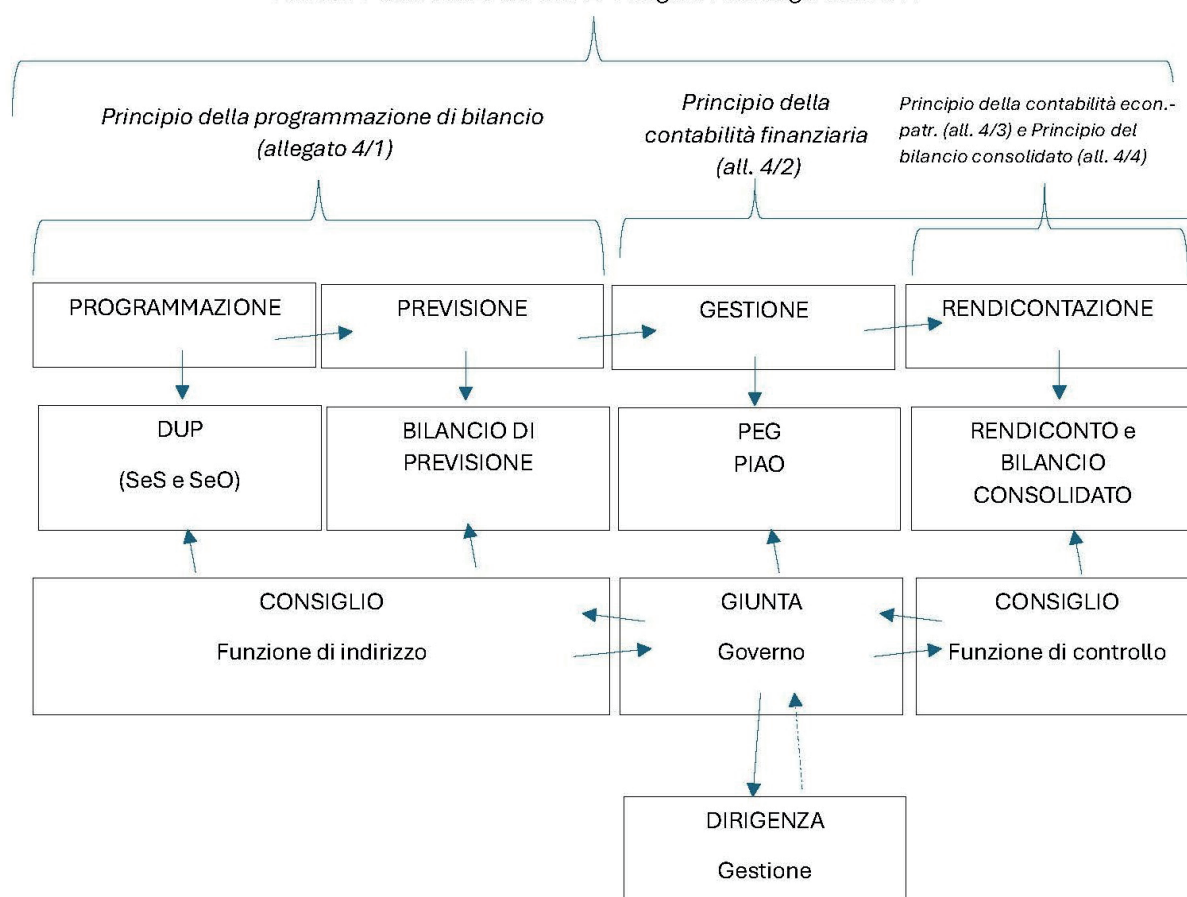 Principio della programmazione di bilancio
(allegato 4/1)
Principio della
contabilità finanziaria
(all. 4/2)
Principio della contabilità econ.-
patr. (all. 4/3) e Principio del
bilancio consolidato (all. 4/4)
PROGRAMMAZIONE
PREVISIONE
GESTIONE
RENDICONTAZIONE
DUP
(SeS e SeO)
BILANCIO DI
PREVISIONE
PEG
PIAO
RENDICONTO e
BILANCIO
CONSOLIDATO
CONSIGLIO
Funzione di indirizzo
GIUNTA
Governo
CONSIGLIO
Funzione di controllo
DIRIGENZA
Gestione